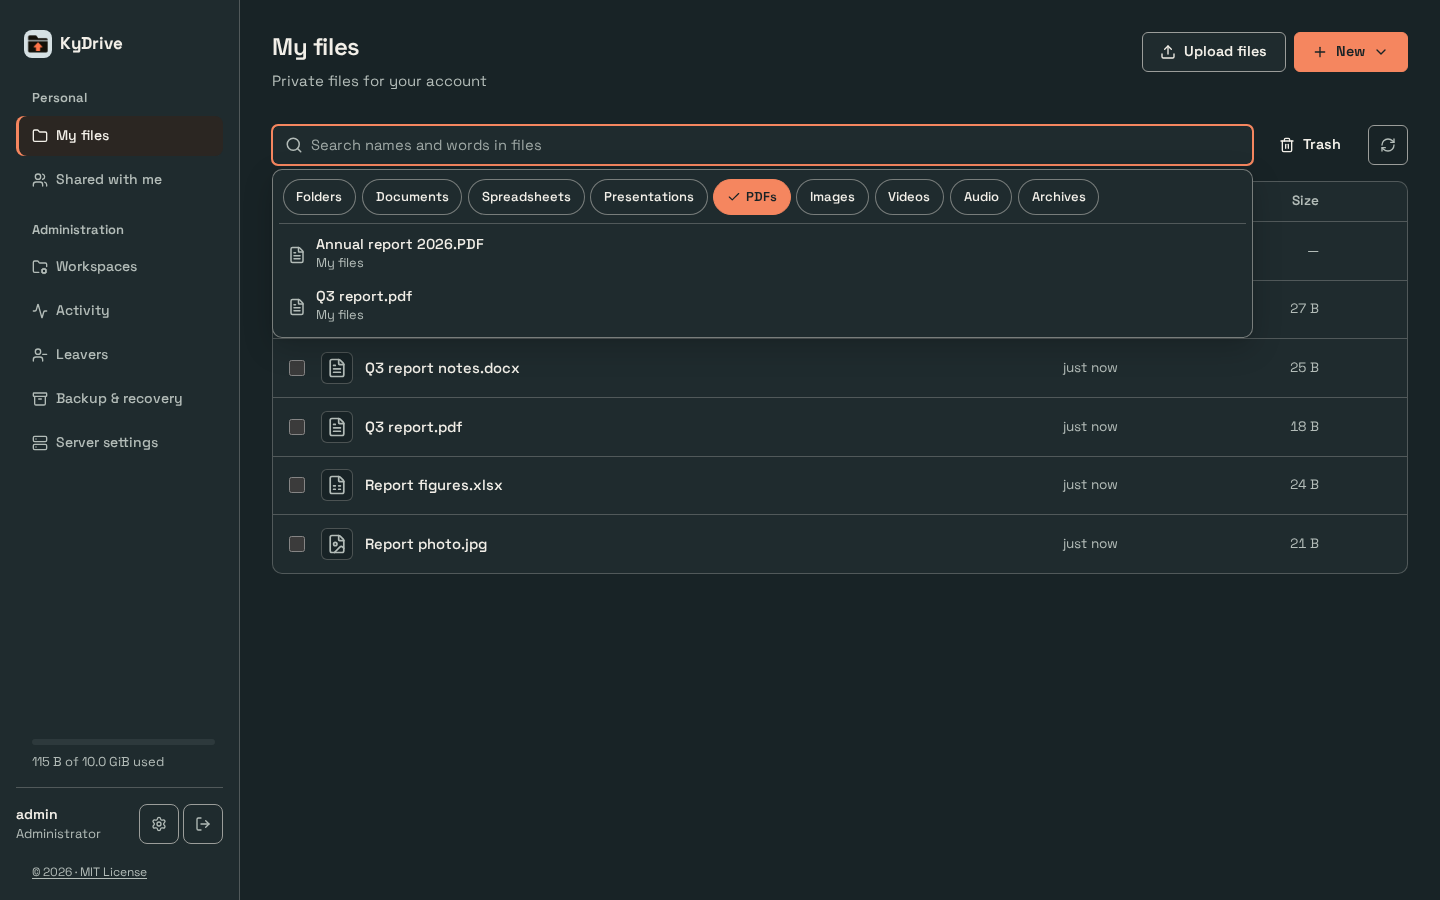 KyDrive
Personal
My files
Shared with me
Administration
Workspaces
Activity
Leavers
Backup & recovery
Server settings
115 B of 10.0 GiB used
admin
Administrator
© 2026 · MIT License
My files
Private files for your account
Upload files
New
Search names and words in files
Trash
Folders
Documents
Spreadsheets
Presentations
PDFs
Images
Videos
Audio
Archives
Annual report 2026.PDF
My files
Q3 report.pdf
My files
Size
—
27 B
Q3 report notes.docx
just now
25 B
Q3 report.pdf
just now
18 B
Report figures.xlsx
just now
24 B
Report photo.jpg
just now
21 B